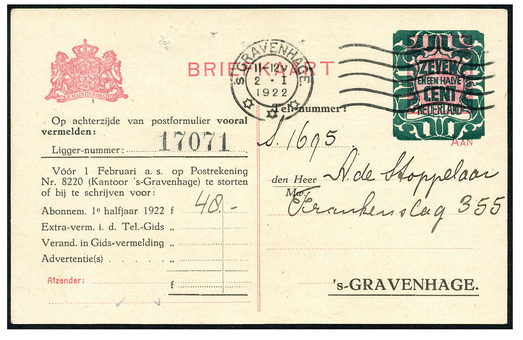 BRIEFKAART
's GRAVENHAGE
11-12V
2 · I
1922
ZEVEN
EN EEN HALVE
CENT
NEDERLAND
Tel.-nummer:
AAN
S. 1695
den Heer A. de Stoppelaar
Mw.
Frankenslag 355
's-GRAVENHAGE.
Op achterzijde van postformulier vooral
vermelden:
Ligger-nummer: 17071
Vóór 1 Februari a. s. op Postrekening
Nr. 8220 (Kantoor 's-Gravenhage) te storten
of bij te schrijven voor:
Abonnem. 1e halfjaar 1922 f 48.-
Extra-verm. i. d. Tel.-Gids „
Verand. in Gids-vermelding „
Advertentie(s) „
Afzender: f